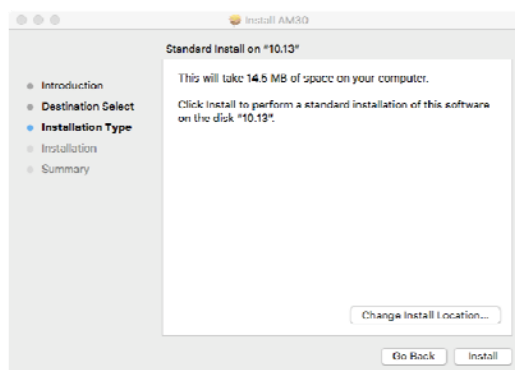 Install AM30
Standard Install on "10.13"
Introduction
Destination Select
Installation Type
Installation
Summary
This will take 14.5 MB of space on your computer.
Click Install to perform a standard installation of this software
on the disk "10.13".
Change Install Location...
Go Back
Install